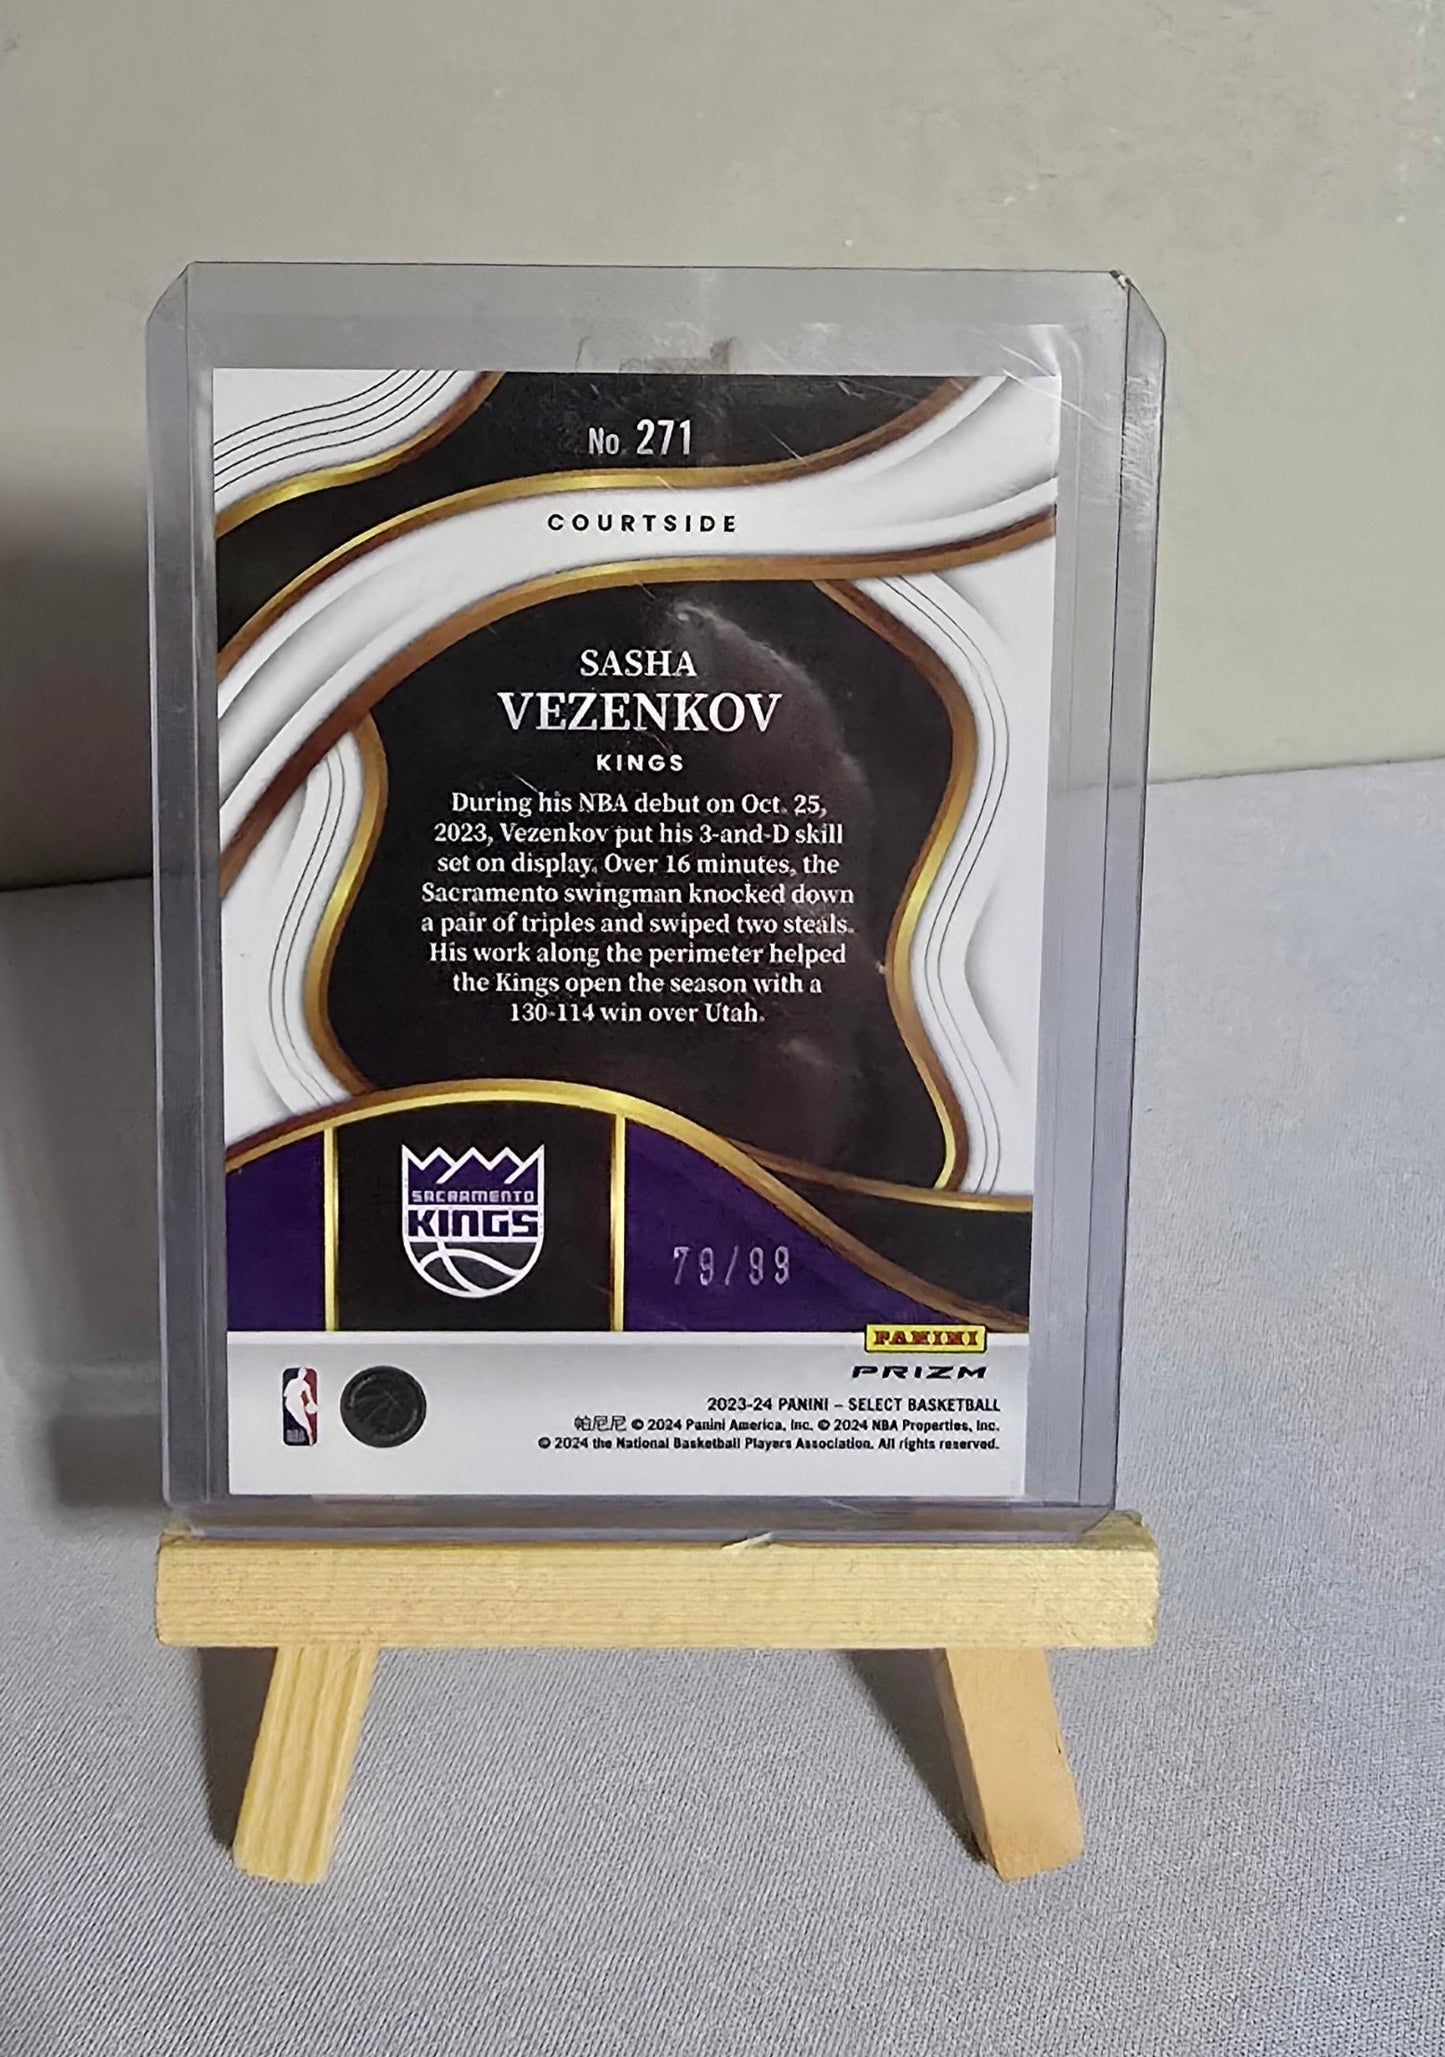 No 271
COURTSIDE
SASHA
VEZENKOV
KINGS
During his NBA debut on Oct. 25,
2023, Vezenkov put his 3-and-D skill
set on display. Over 16 minutes, the
Sacramento swingman knocked down
a pair of triples and swiped two steals.
His work along the perimeter helped
the Kings open the season with a
130-114 win over Utah.
SACRAMENTO
KINGS
79/99
PANINI
PRIZM
NBA
2023-24 PANINI – SELECT BASKETBALL
帕尼尼 © 2024 Panini America, Inc. © 2024 NBA Properties, Inc.
© 2024 the National Basketball Players Association. All rights reserved.